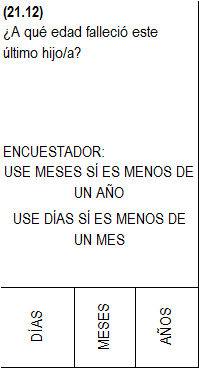 (21.12)
¿A qué edad falleció este
último hijo/a?
ENCUESTADOR:
USE MESES SÍ ES MENOS DE
UN AÑO
USE DÍAS SÍ ES MENOS DE
UN MES
DÍAS
MESES
AÑOS